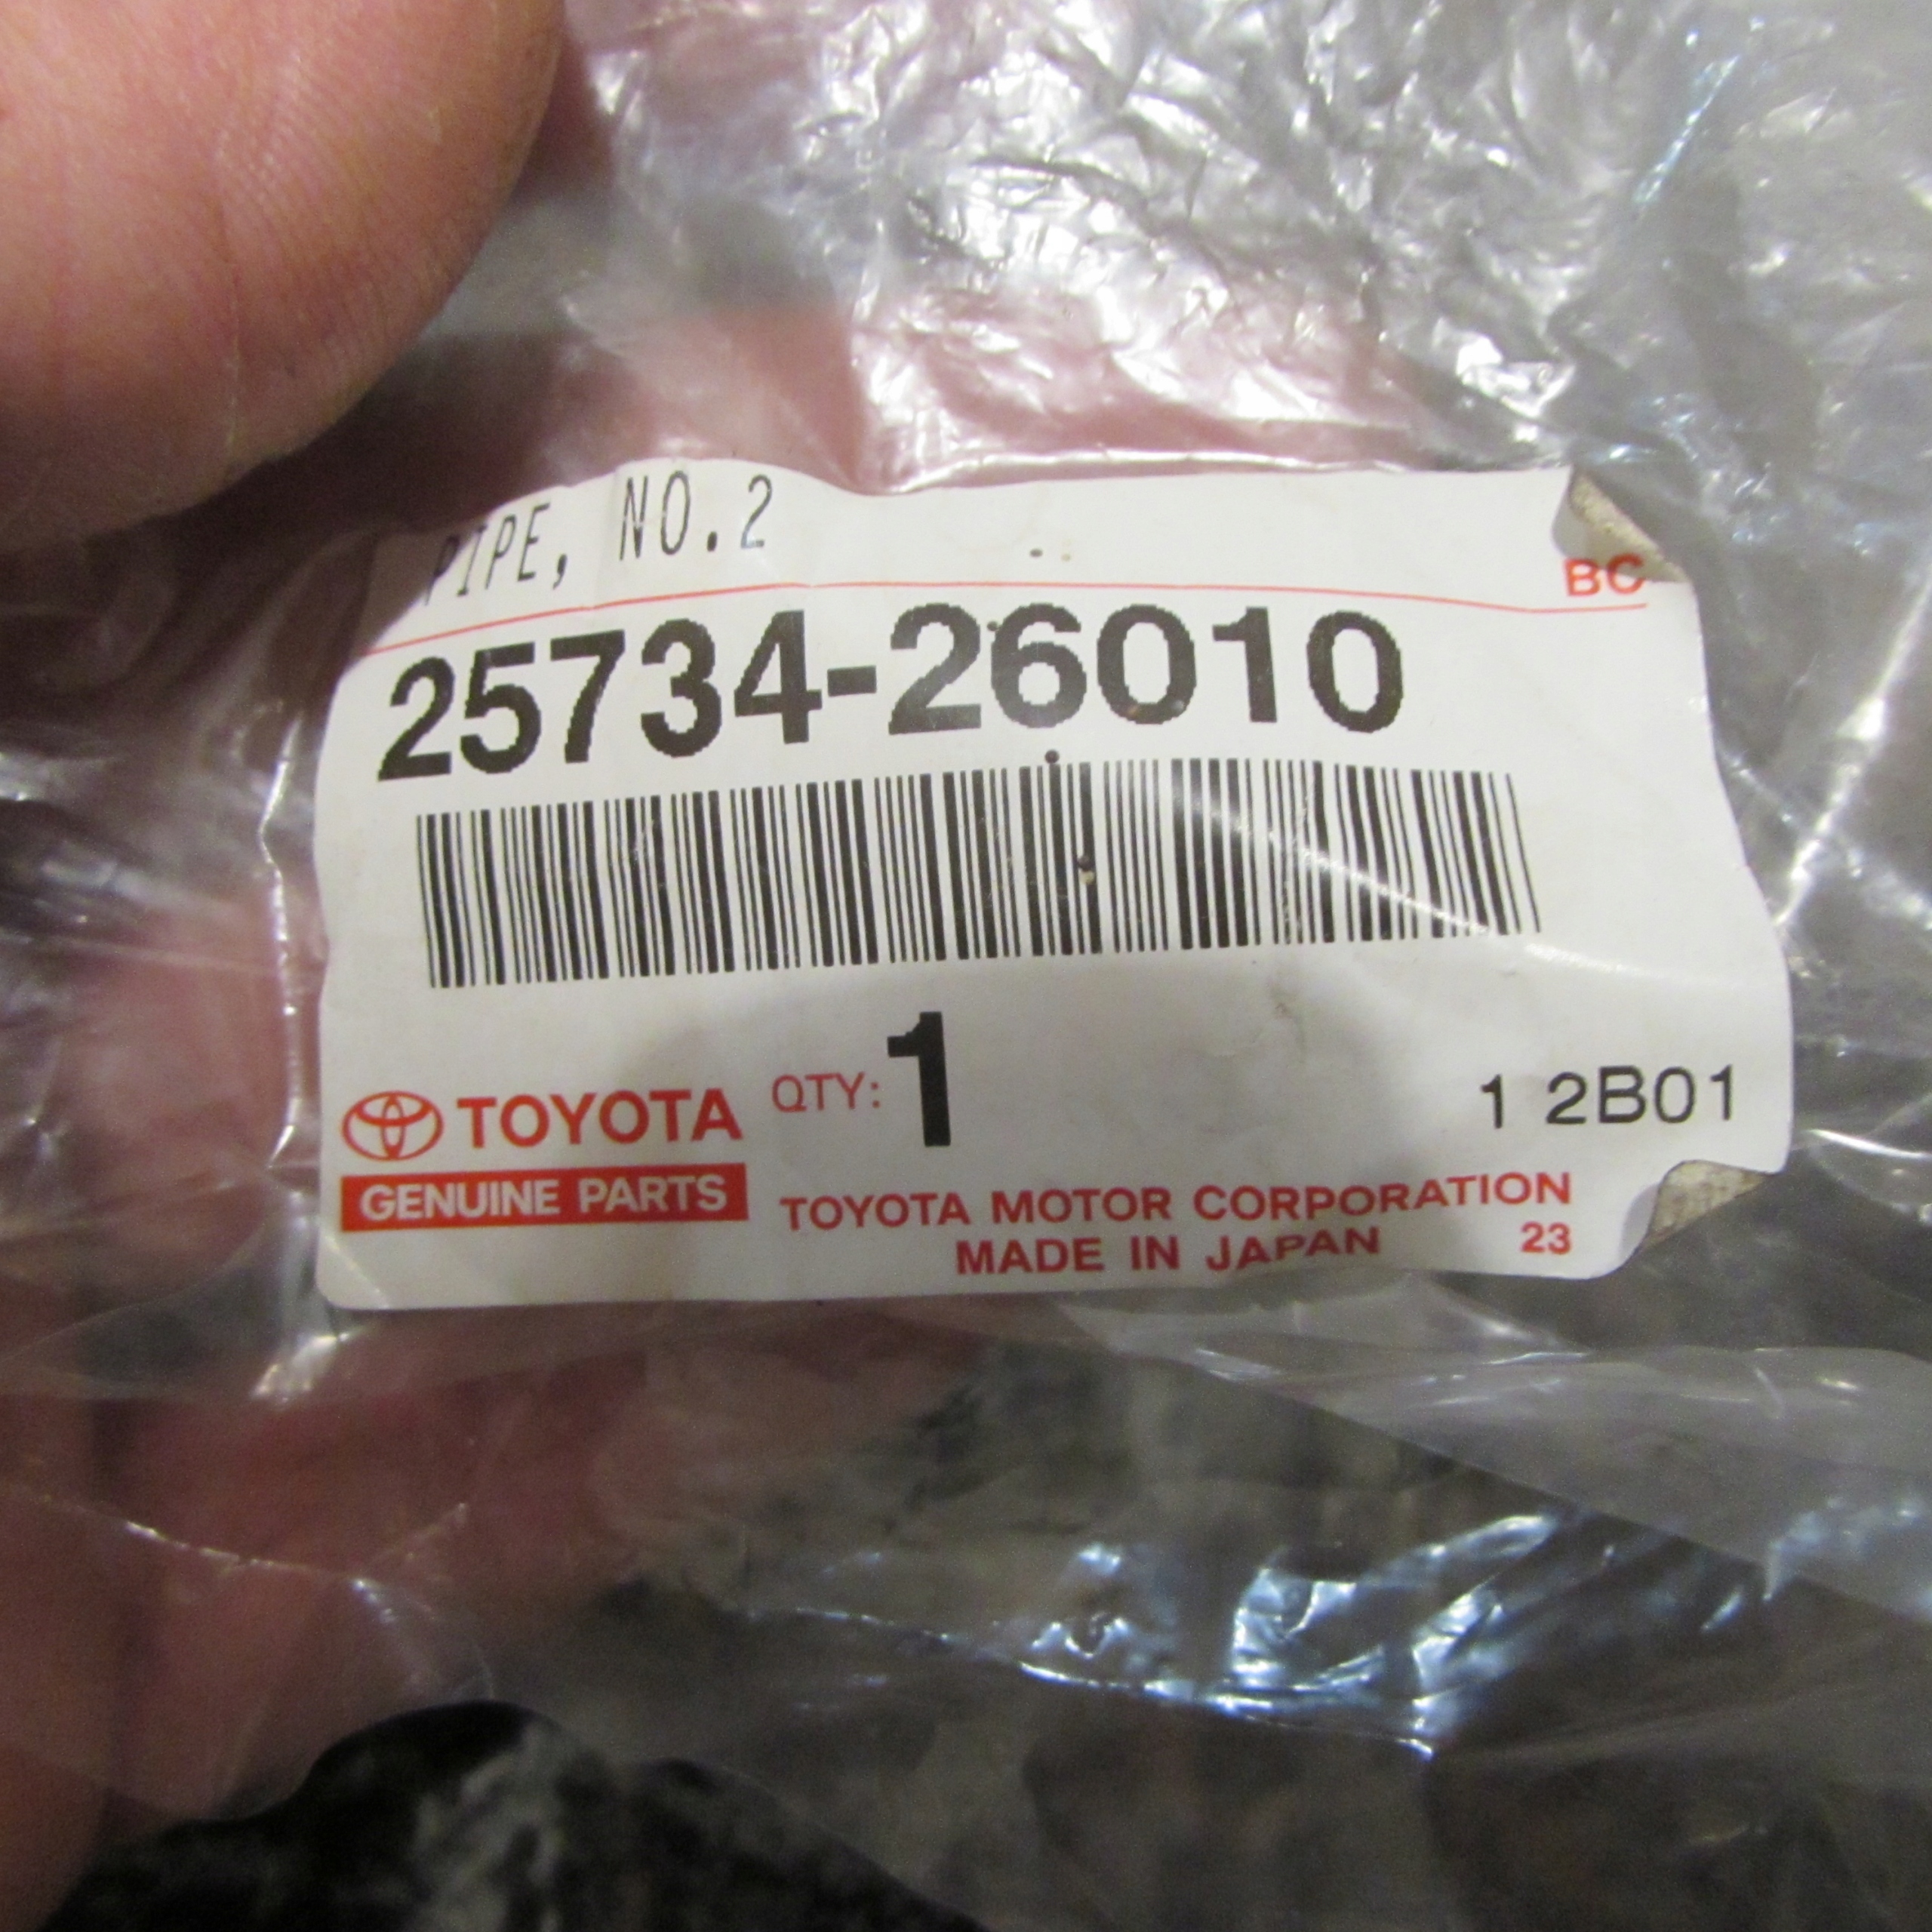 PIPE, NO.2
BC
25734-26010
TOYOTA QTY: 1 1 2B01
GENUINE PARTS
TOYOTA MOTOR CORPORATION
MADE IN JAPAN 23